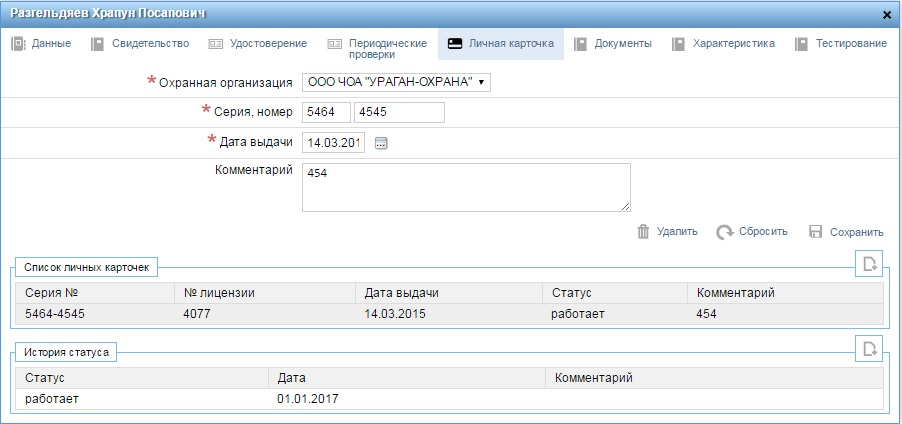 Разгельдяев Храпун Посапович
Данные Свидетельство Удостоверение Периодические проверки Личная карточка Документы Характеристика Тестирование
* Охранная организация ООО ЧОА "УРАГАН-ОХРАНА"
* Серия, номер 5464 4545
* Дата выдачи 14.03.201
Комментарий 454
Удалить Сбросить Сохранить
Список личных карточек
Серия № № лицензии Дата выдачи Статус Комментарий
5464-4545 4077 14.03.2015 работает 454
История статуса
Статус Дата Комментарий
работает 01.01.2017